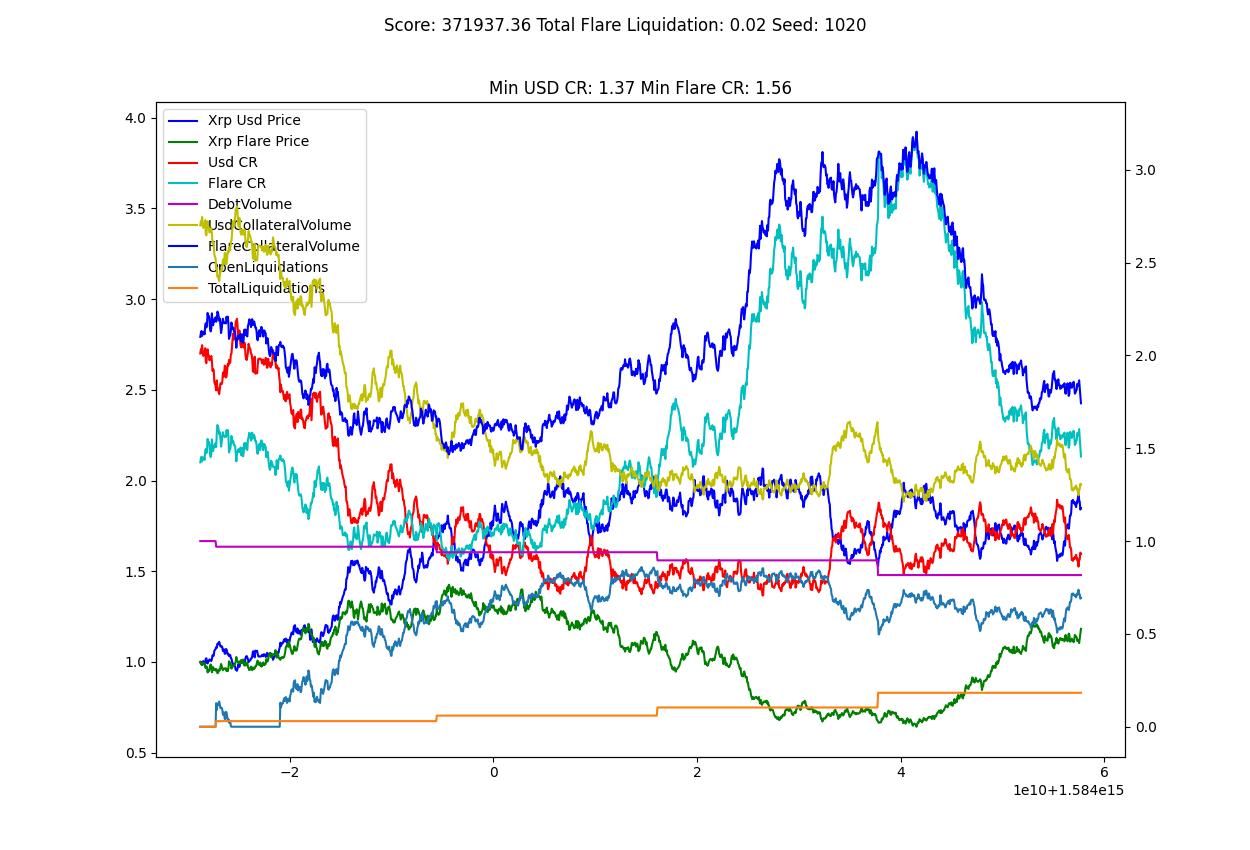 Score: 371937.36 Total Flare Liquidation: 0.02 Seed: 1020
Min USD CR: 1.37 Min Flare CR: 1.56
4.0
3.5
3.0
2.5
2.0
1.5
1.0
0.5
Xrp Usd Price
Xrp Flare Price
Usd CR
Flare CR
DebtVolume
UsdCollateralVolume
FlareCollateralVolume
OpenLiquidations
TotalLiquidations
3.0
2.5
2.0
1.5
1.0
0.5
0.0
−2 0 2 4 6
1e10+1.584e15